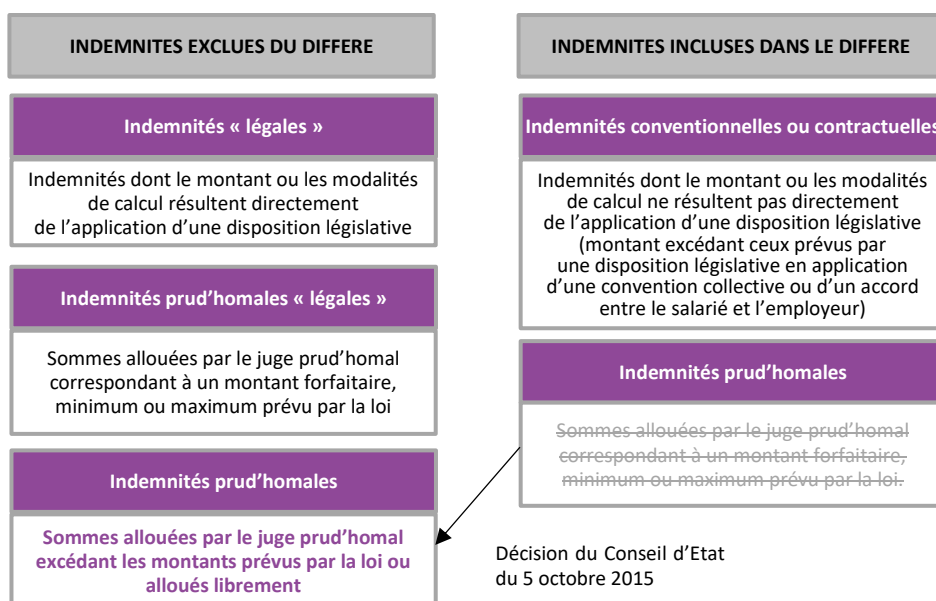 INDEMNITES EXCLUES DU DIFFERE
Indemnités « légales »
Indemnités dont le montant ou les modalités
de calcul résultent directement
de l’application d’une disposition législative
Indemnités prud’homales « légales »
Sommes allouées par le juge prud’homal
correspondant à un montant forfaitaire,
minimum ou maximum prévu par la loi
Indemnités prud’homales
Sommes allouées par le juge prud’homal
excédant les montants prévus par la loi ou
alloués librement
INDEMNITES INCLUSES DANS LE DIFFERE
Indemnités conventionnelles ou contractuelles
Indemnités dont le montant ou les modalités
de calcul ne résultent pas directement
de l’application d’une disposition législative
(montant excédant ceux prévus par
une disposition législative en application
d’une convention collective ou d’un accord
entre le salarié et l’employeur)
Indemnités prud’homales
Sommes allouées par le juge prud’homal
correspondant à un montant forfaitaire,
minimum ou maximum prévu par la loi.
Décision du Conseil d’Etat
du 5 octobre 2015